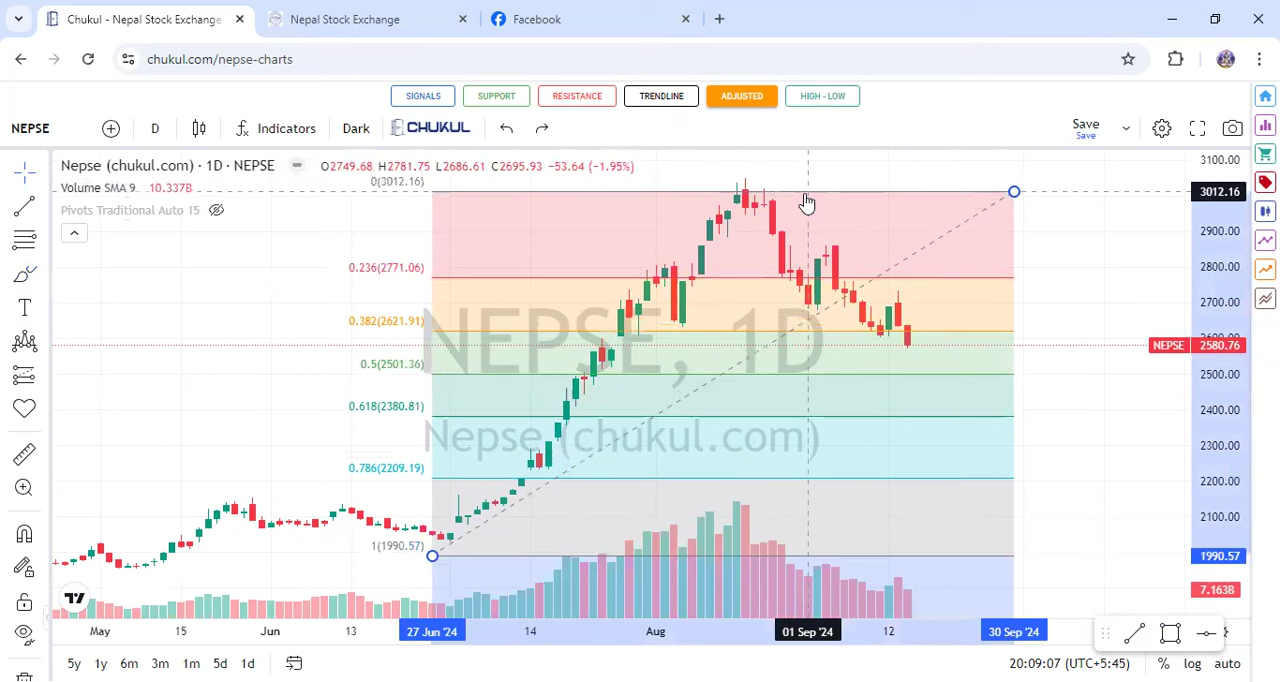 Chukul - Nepal Stock Exchange
Nepal Stock Exchange
Facebook
chukul.com/nepse-charts
SIGNALS
SUPPORT
RESISTANCE
TRENDLINE
ADJUSTED
HIGH - LOW
NEPSE
D
Indicators
Dark
CHUKUL
Save
Save
Nepse (chukul.com) · 1D · NEPSE
O2749.68 H2781.75 L2686.61 C2695.93 -53.64 (-1.95%)
Volume SMA 9 10.337B
Pivots Traditional Auto 15
0(3012.16)
0.236(2771.06)
0.382(2621.91)
0.5(2501.36)
0.618(2380.81)
0.786(2209.19)
1(1990.57)
NEPSE, 1D
Nepse (chukul.com)
3100.00
3012.16
2900.00
2800.00
2700.00
2600.00
NEPSE 2580.76
2500.00
2400.00
2300.00
2200.00
2100.00
1990.57
7.163B
May
15
Jun
13
27 Jun '24
14
Aug
01 Sep '24
12
30 Sep '24
5y
1y
6m
3m
1m
5d
1d
20:09:07 (UTC+5:45)
%
log
auto